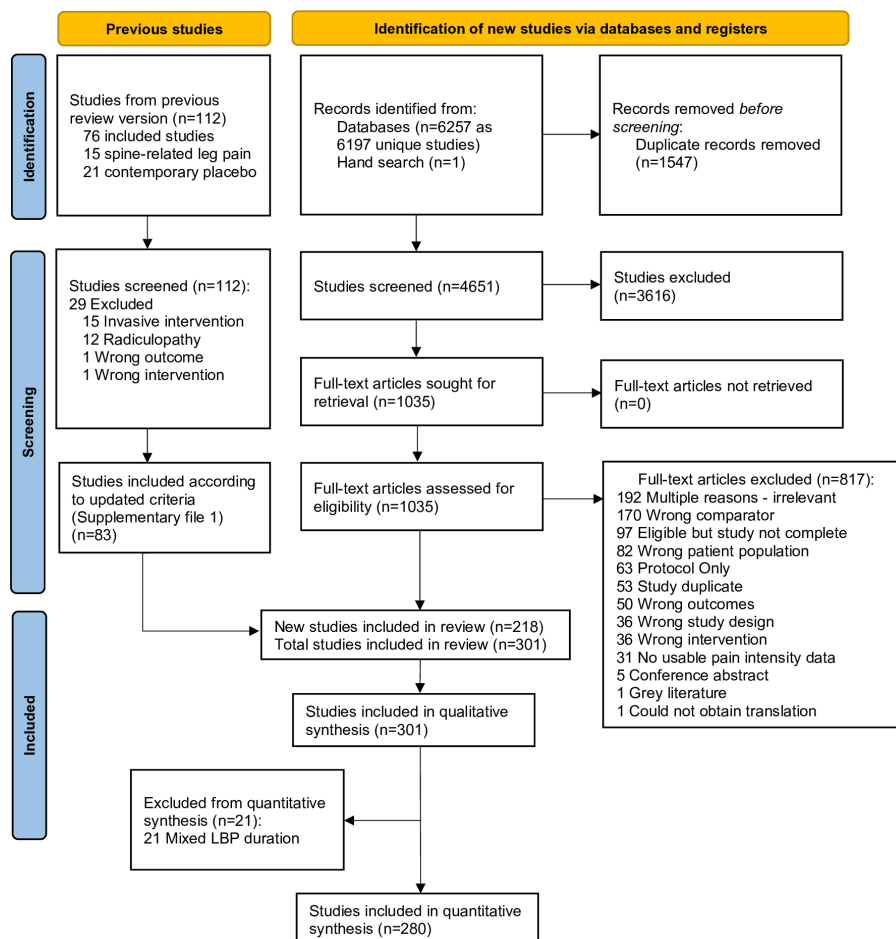 Previous studies
Identification of new studies via databases and registers
Identification
Studies from previous
review version (n=112)
76 included studies
15 spine-related leg pain
21 contemporary placebo
Records identified from:
Databases (n=6257 as
6197 unique studies)
Hand search (n=1)
Records removed before
screening:
Duplicate records removed
(n=1547)
Screening
Studies screened (n=112):
29 Excluded
15 Invasive intervention
12 Radiculopathy
1 Wrong outcome
1 Wrong intervention
Studies screened (n=4651)
Studies excluded
(n=3616)
Full-text articles sought for
retrieval (n=1035)
Full-text articles not retrieved
(n=0)
Studies included according
to updated criteria
(Supplementary file 1)
(n=83)
Full-text articles assessed for
eligibility (n=1035)
Full-text articles excluded (n=817):
192 Multiple reasons - irrelevant
170 Wrong comparator
97 Eligible but study not complete
82 Wrong patient population
63 Protocol Only
53 Study duplicate
50 Wrong outcomes
36 Wrong study design
36 Wrong intervention
31 No usable pain intensity data
5 Conference abstract
1 Grey literature
1 Could not obtain translation
Included
New studies included in review (n=218)
Total studies included in review (n=301)
Studies included in qualitative
synthesis (n=301)
Excluded from quantitative
synthesis (n=21):
21 Mixed LBP duration
Studies included in quantitative
synthesis (n=280)